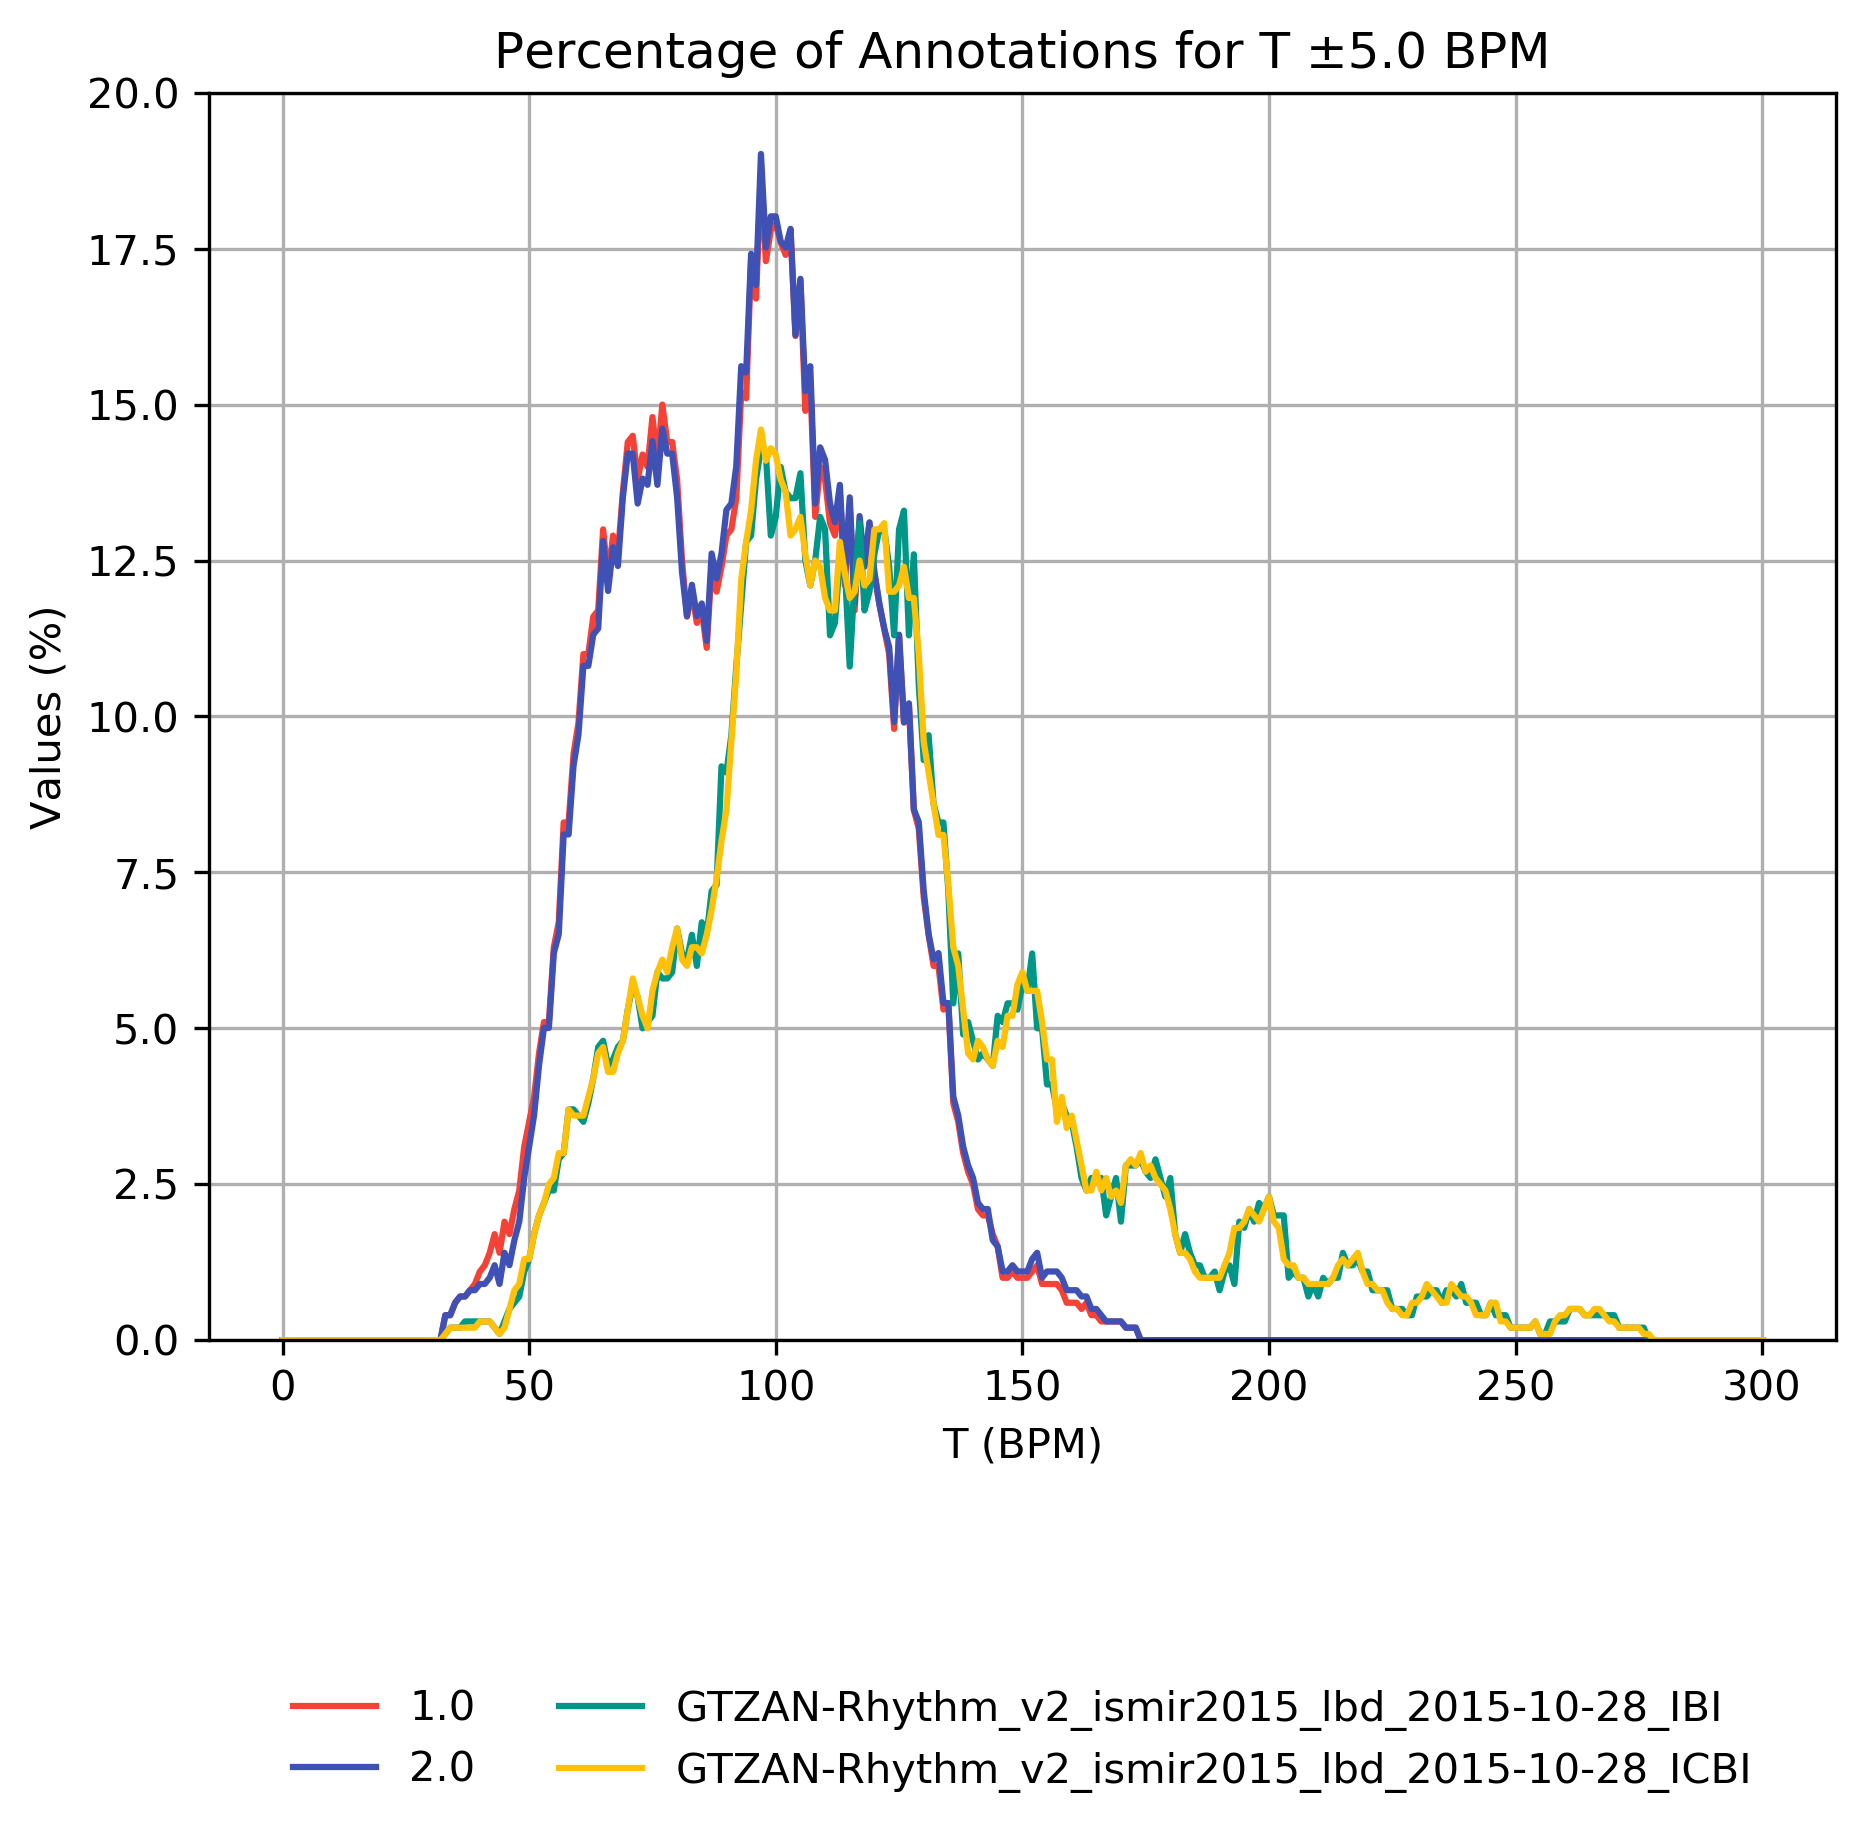 Percentage of Annotations for T ±5.0 BPM
20.0
17.5
15.0
12.5
10.0
7.5
5.0
2.5
0.0
Values (%)
0 50 100 150 200 250 300
T (BPM)
1.0 GTZAN-Rhythm_v2_ismir2015_lbd_2015-10-28_IBI
2.0 GTZAN-Rhythm_v2_ismir2015_lbd_2015-10-28_ICBI